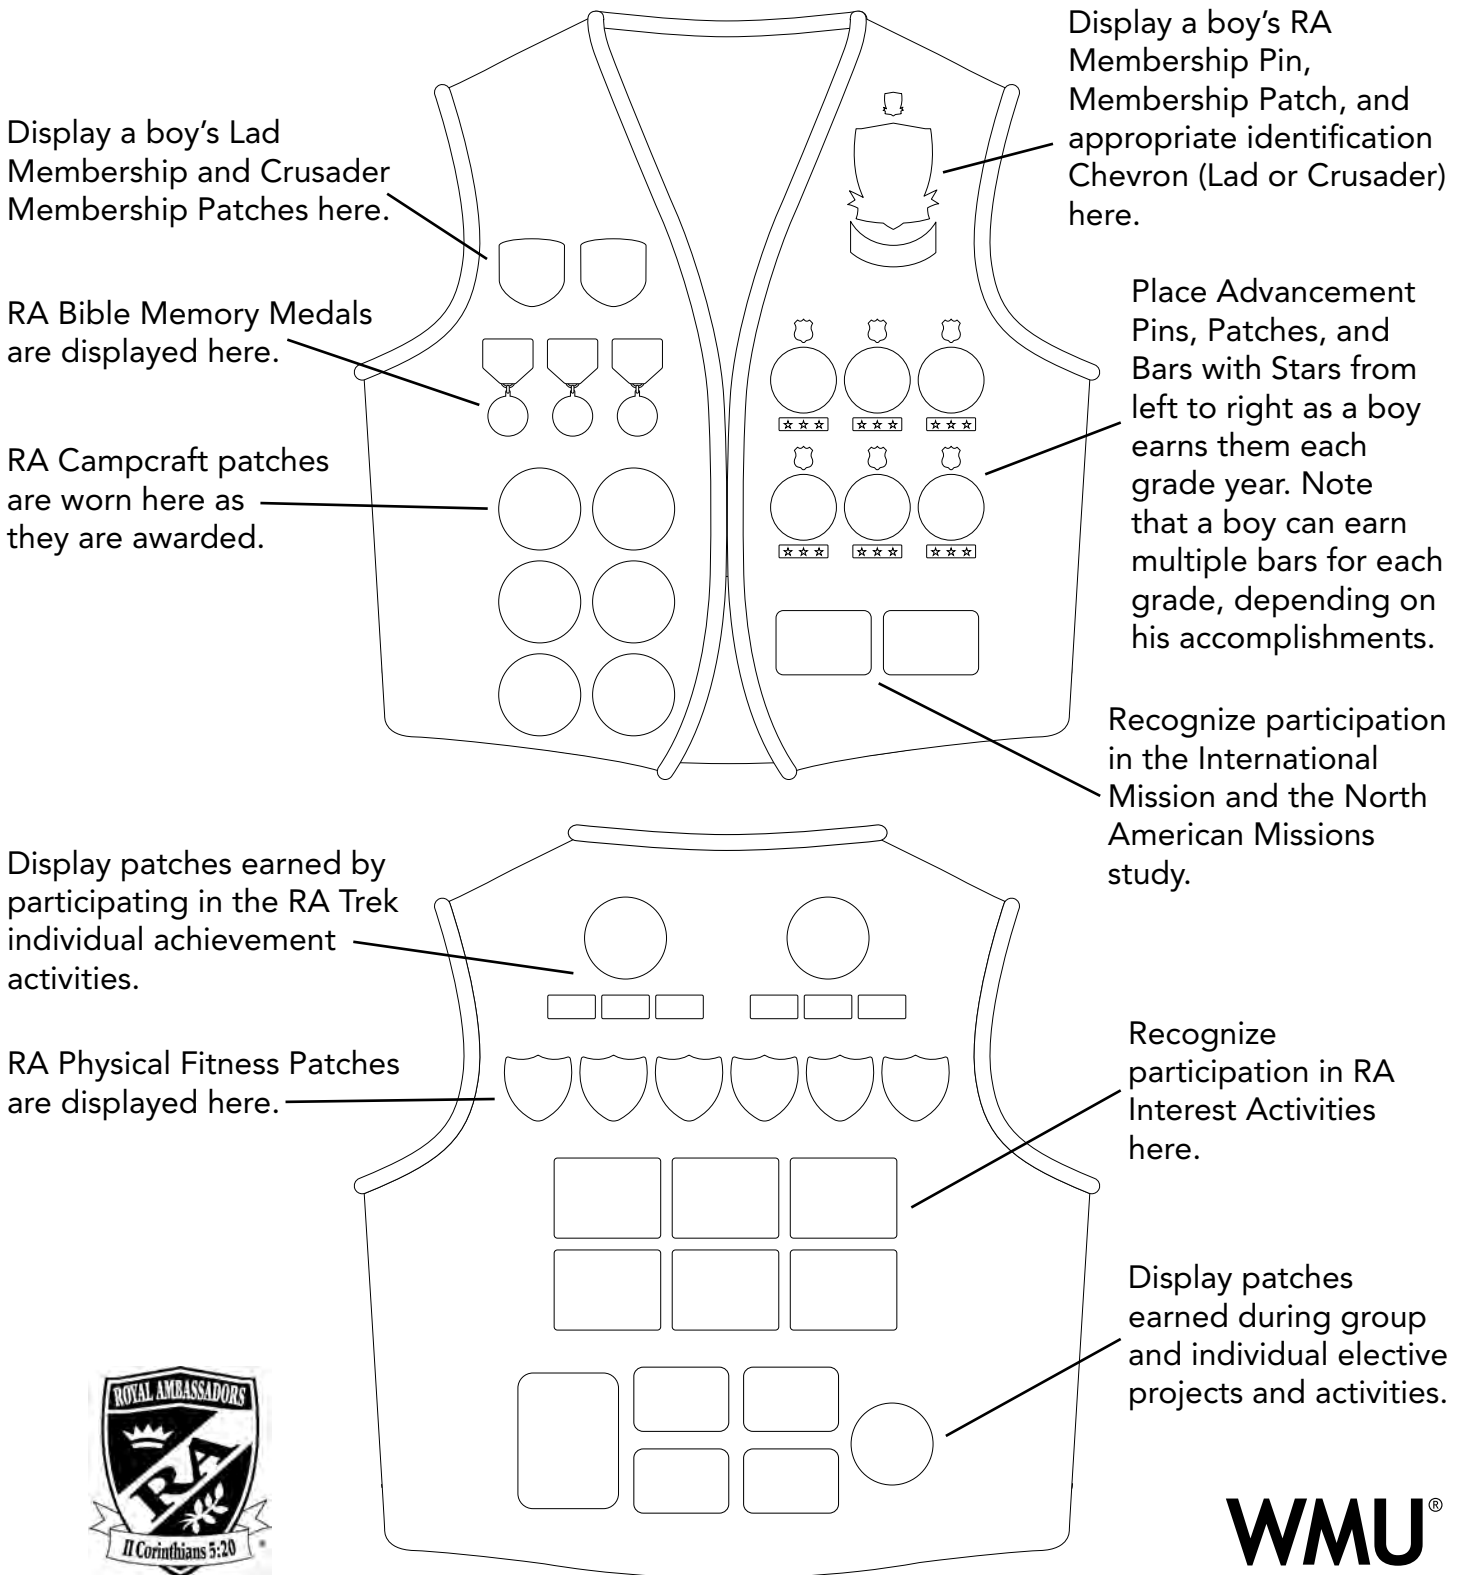 Display a boy’s RA
Membership Pin,
Membership Patch, and
appropriate identification
Chevron (Lad or Crusader)
here.
Display a boy’s Lad
Membership and Crusader
Membership Patches here.
RA Bible Memory Medals
are displayed here.
RA Campcraft patches
are worn here as
they are awarded.
Place Advancement
Pins, Patches, and
Bars with Stars from
left to right as a boy
earns them each
grade year. Note
that a boy can earn
multiple bars for each
grade, depending on
his accomplishments.
Recognize participation
in the International
Mission and the North
American Missions
study.
Display patches earned by
participating in the RA Trek
individual achievement
activities.
RA Physical Fitness Patches
are displayed here.
Recognize
participation in RA
Interest Activities
here.
Display patches
earned during group
and individual elective
projects and activities.
ROYAL AMBASSADORS
RA
II Corinthians 5:20
WMU®